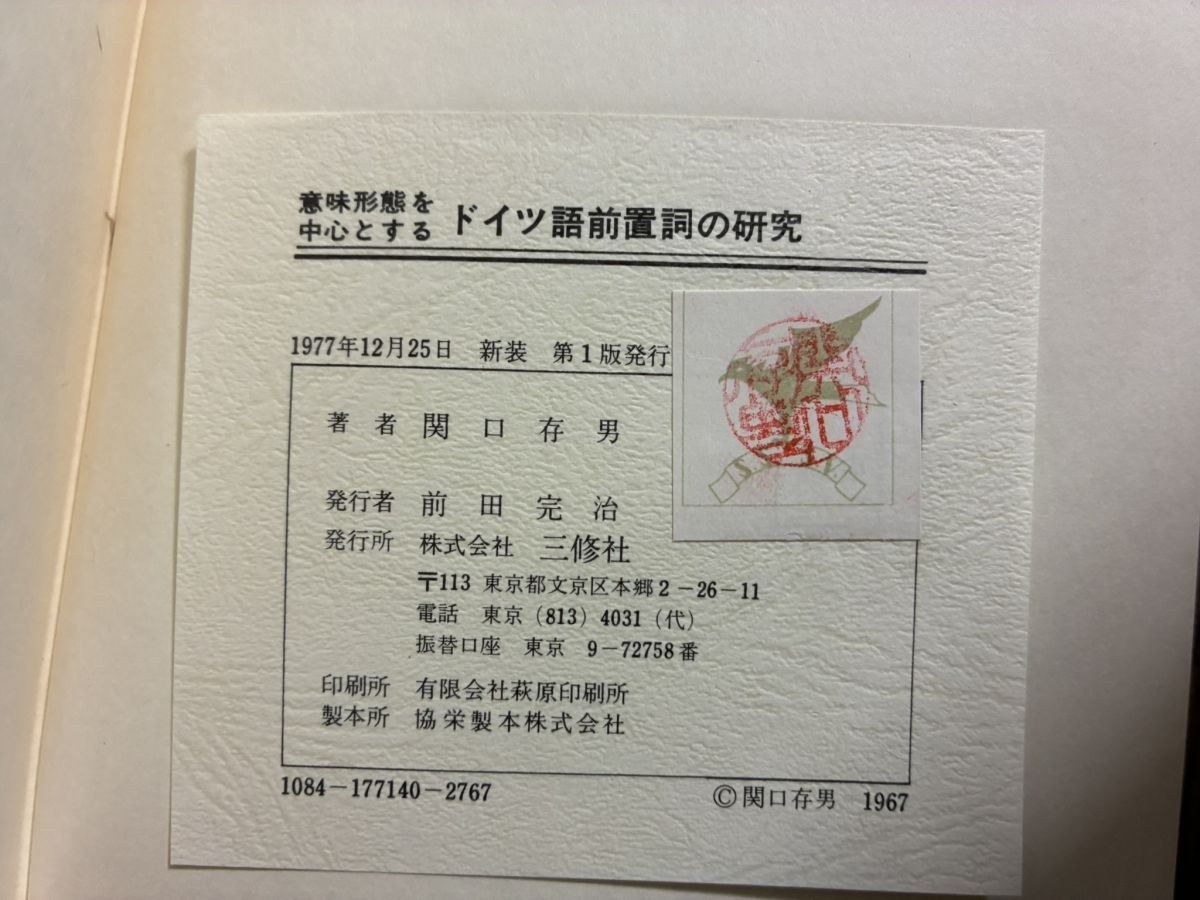 意味形態を
中心とする ドイツ語前置詞の研究
1977年12月25日 新装 第1版発行
著者 関口存男
発行者 前田完治
発行所 株式会社 三修社
〒113 東京都文京区本郷2-26-11
電話 東京 (813) 4031 (代)
振替口座 東京 9-72758番
印刷所 有限会社萩原印刷所
製本所 協栄製本株式会社
1084-177140-2767
©関口存男 1967